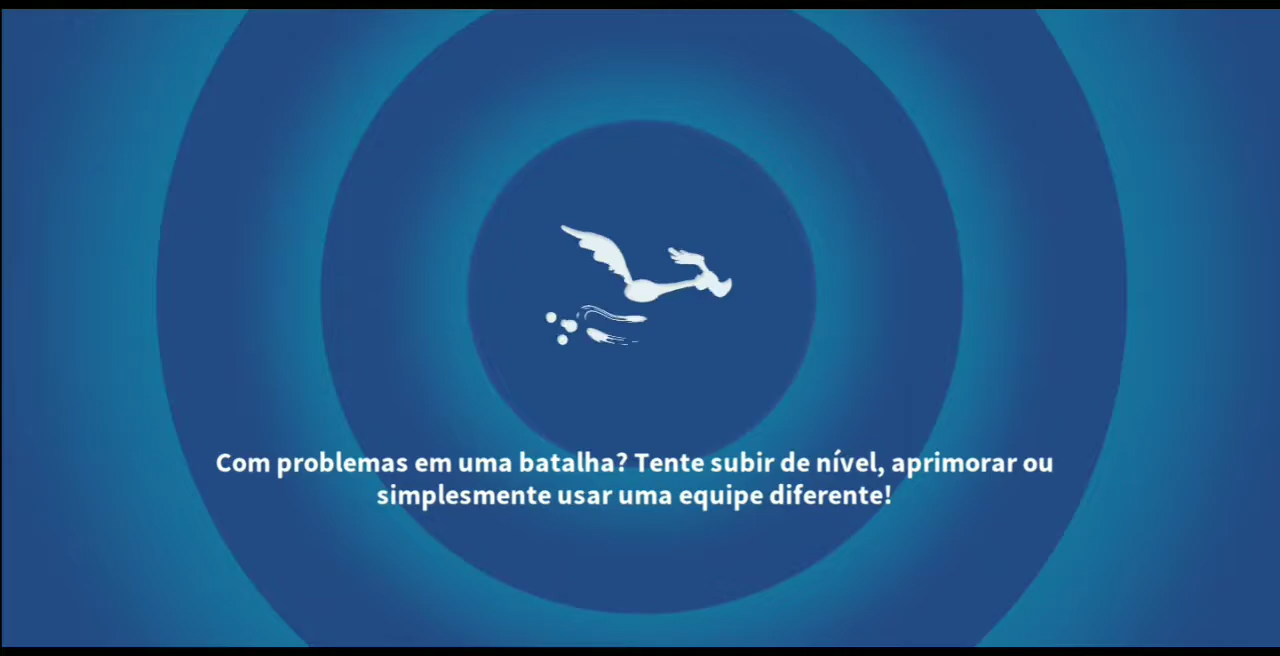 Com problemas em uma batalha? Tente subir de nível, aprimorar ou
simplesmente usar uma equipe diferente!